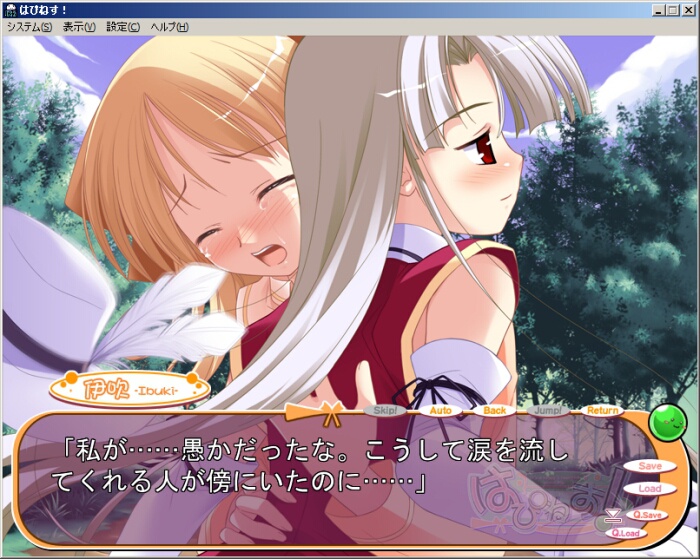 はぴねす！
システム(S) 表示(V) 設定(C) ヘルプ(H)
伊吹 -Ibuki-
Skip! Auto Back Jump! Return
「私が……愚かだったな。こうして涙を流し
てくれる人が傍にいたのに……」
Save
Load
はぴねす！
Q.Save
Q.Load